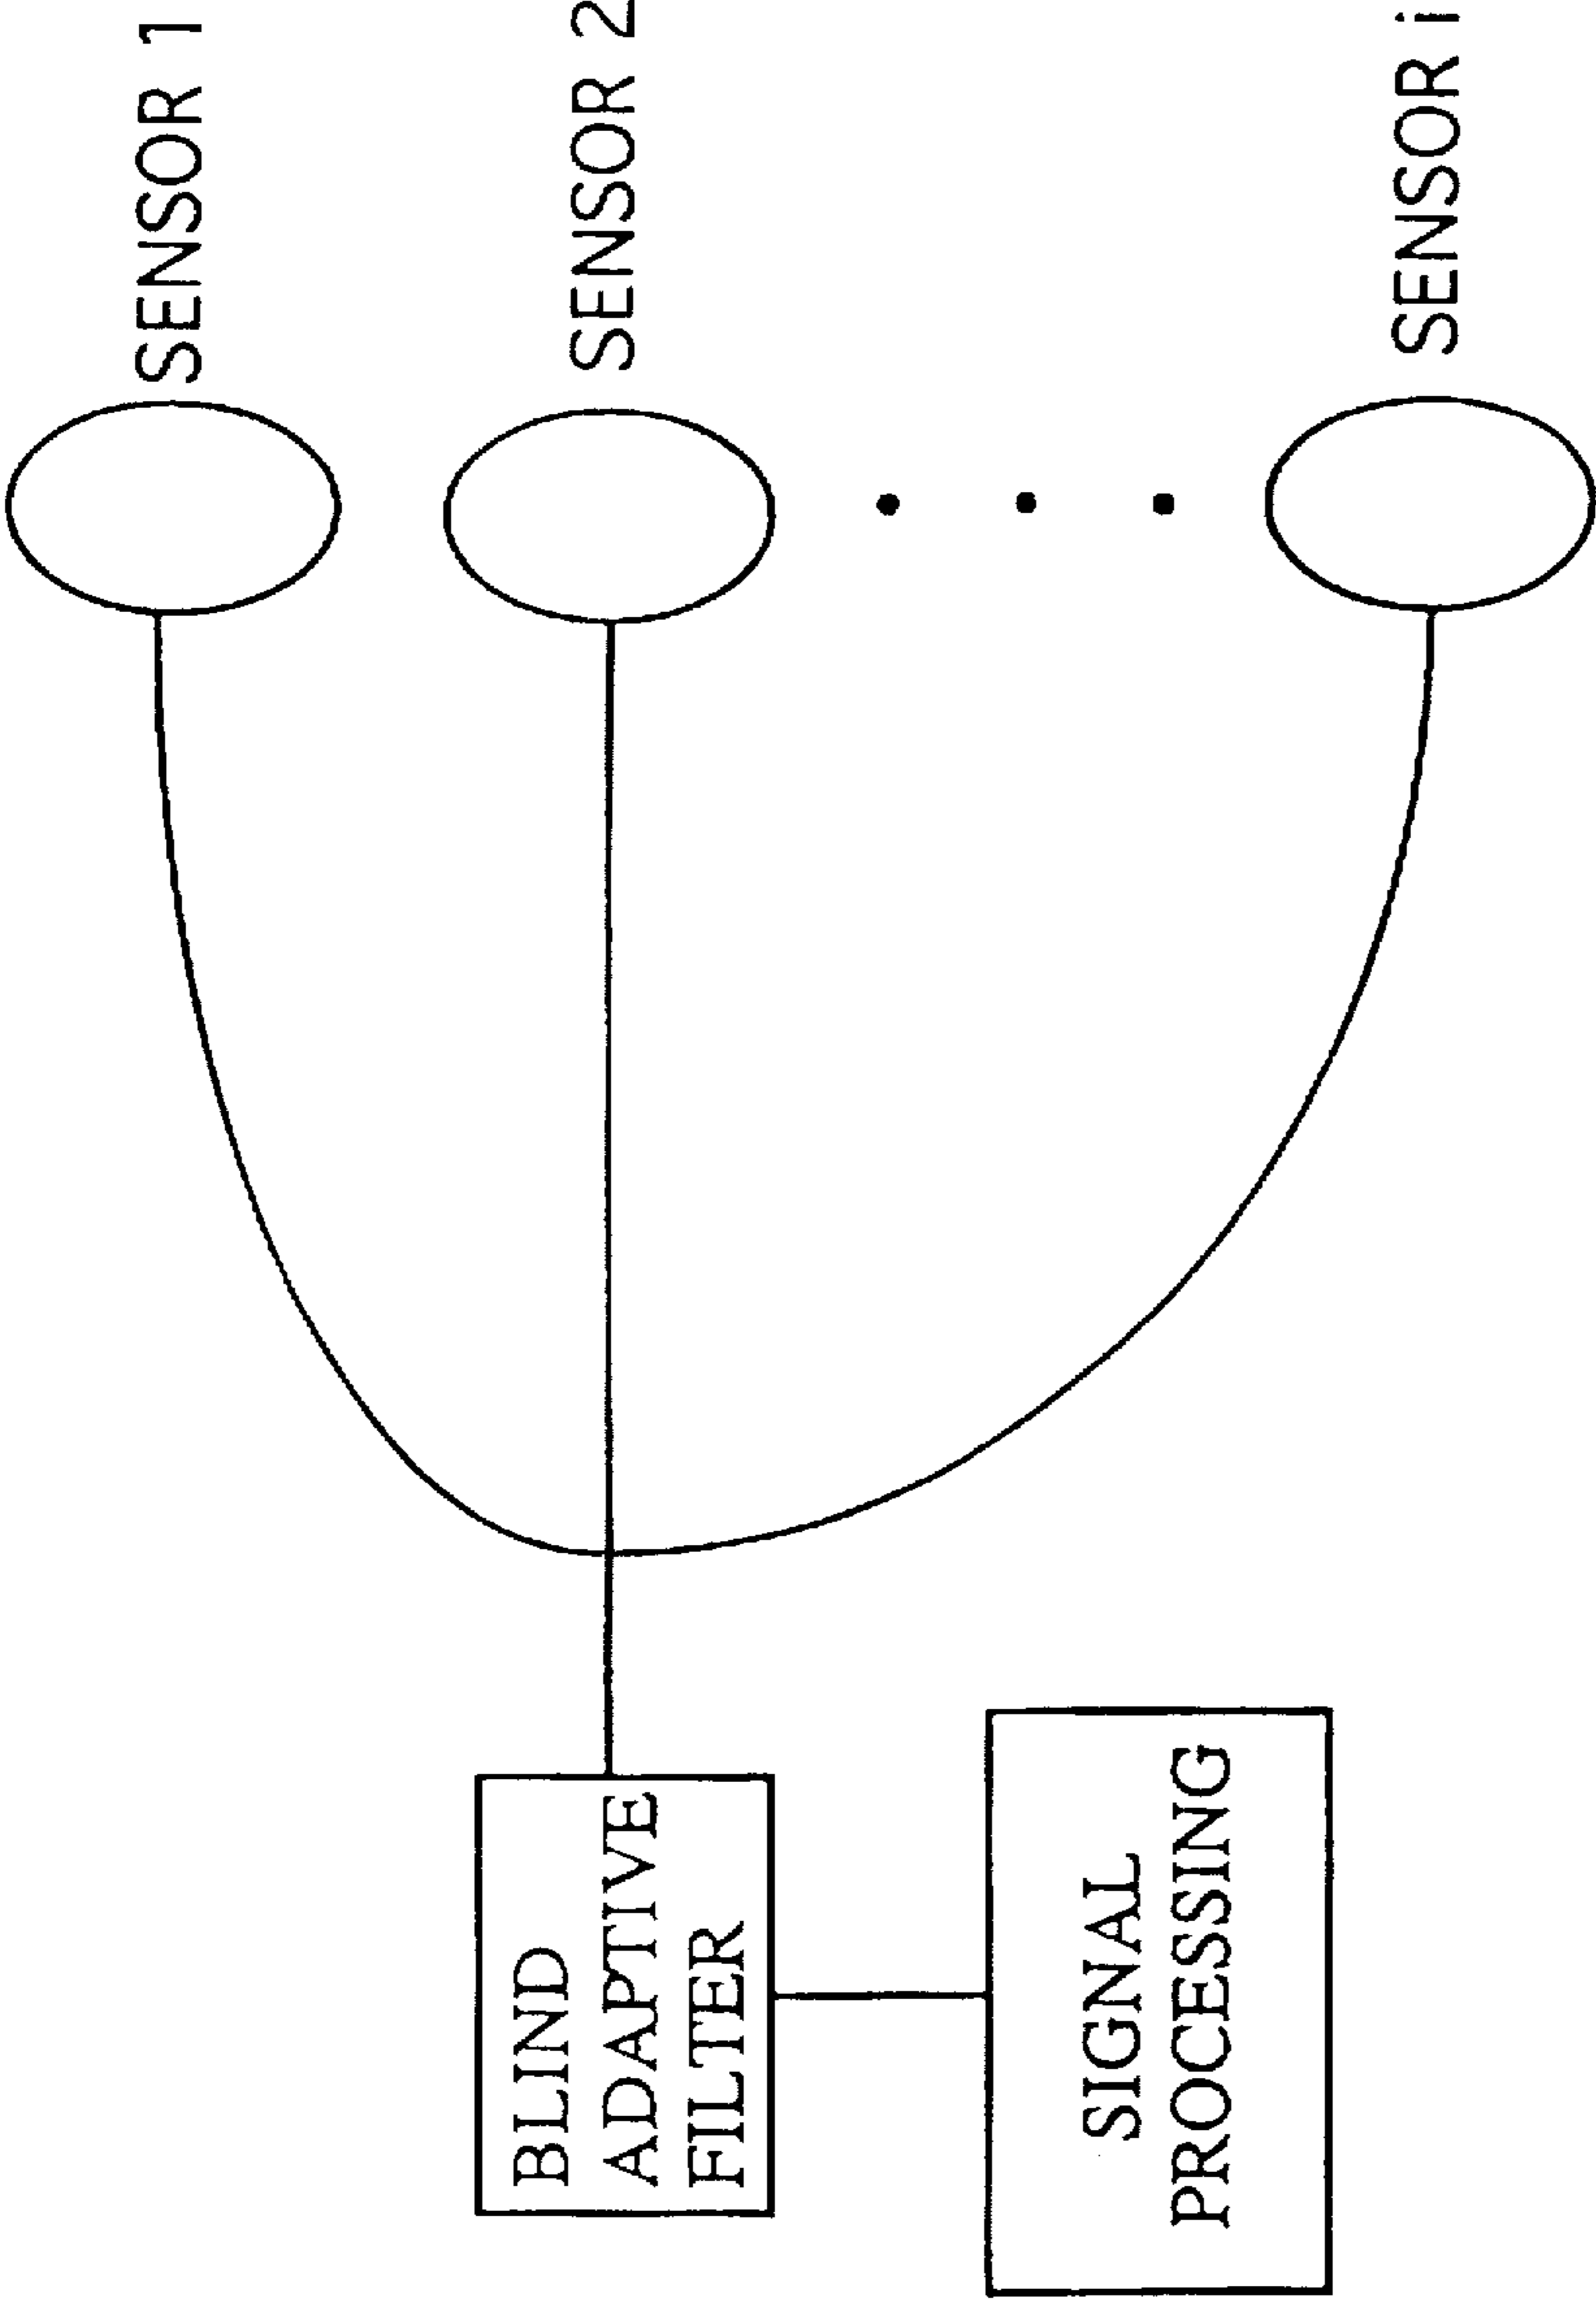 SENSOR 1
SENSOR 2
SENSOR i
BLIND
ADAPTIVE
FILTER
SIGNAL
PROCESSING